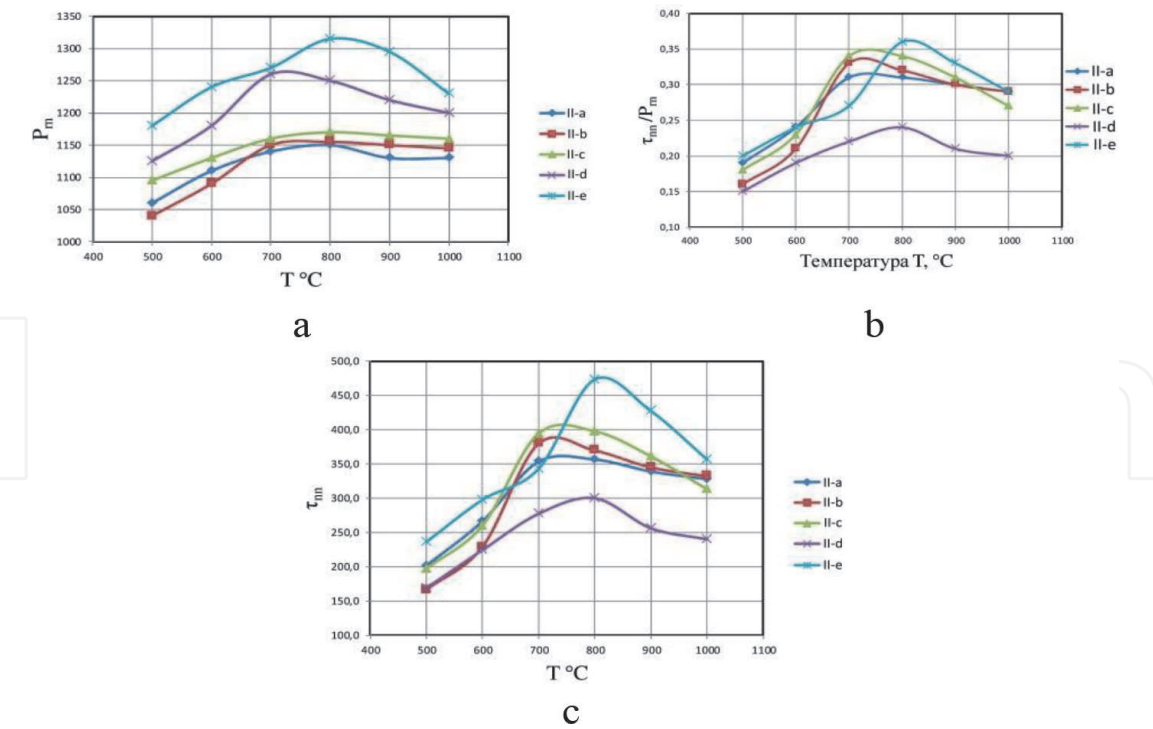 1350
1300
1250
1200
1150
1100
1050
1000
Pm
400 500 600 700 800 900 1000 1100
T °C
II-a
II-b
II-c
II-d
II-e
a
0,40
0,35
0,30
0,25
0,20
0,15
0,10
τnn /Pm
400 500 600 700 800 900 1000 1100
Температура T, °C
II-a
II-b
II-c
II-d
II-e
b
500,0
450,0
400,0
350,0
300,0
250,0
200,0
150,0
100,0
τnn
400 500 600 700 800 900 1000 1100
T °C
II-a
II-b
II-c
II-d
II-e
c